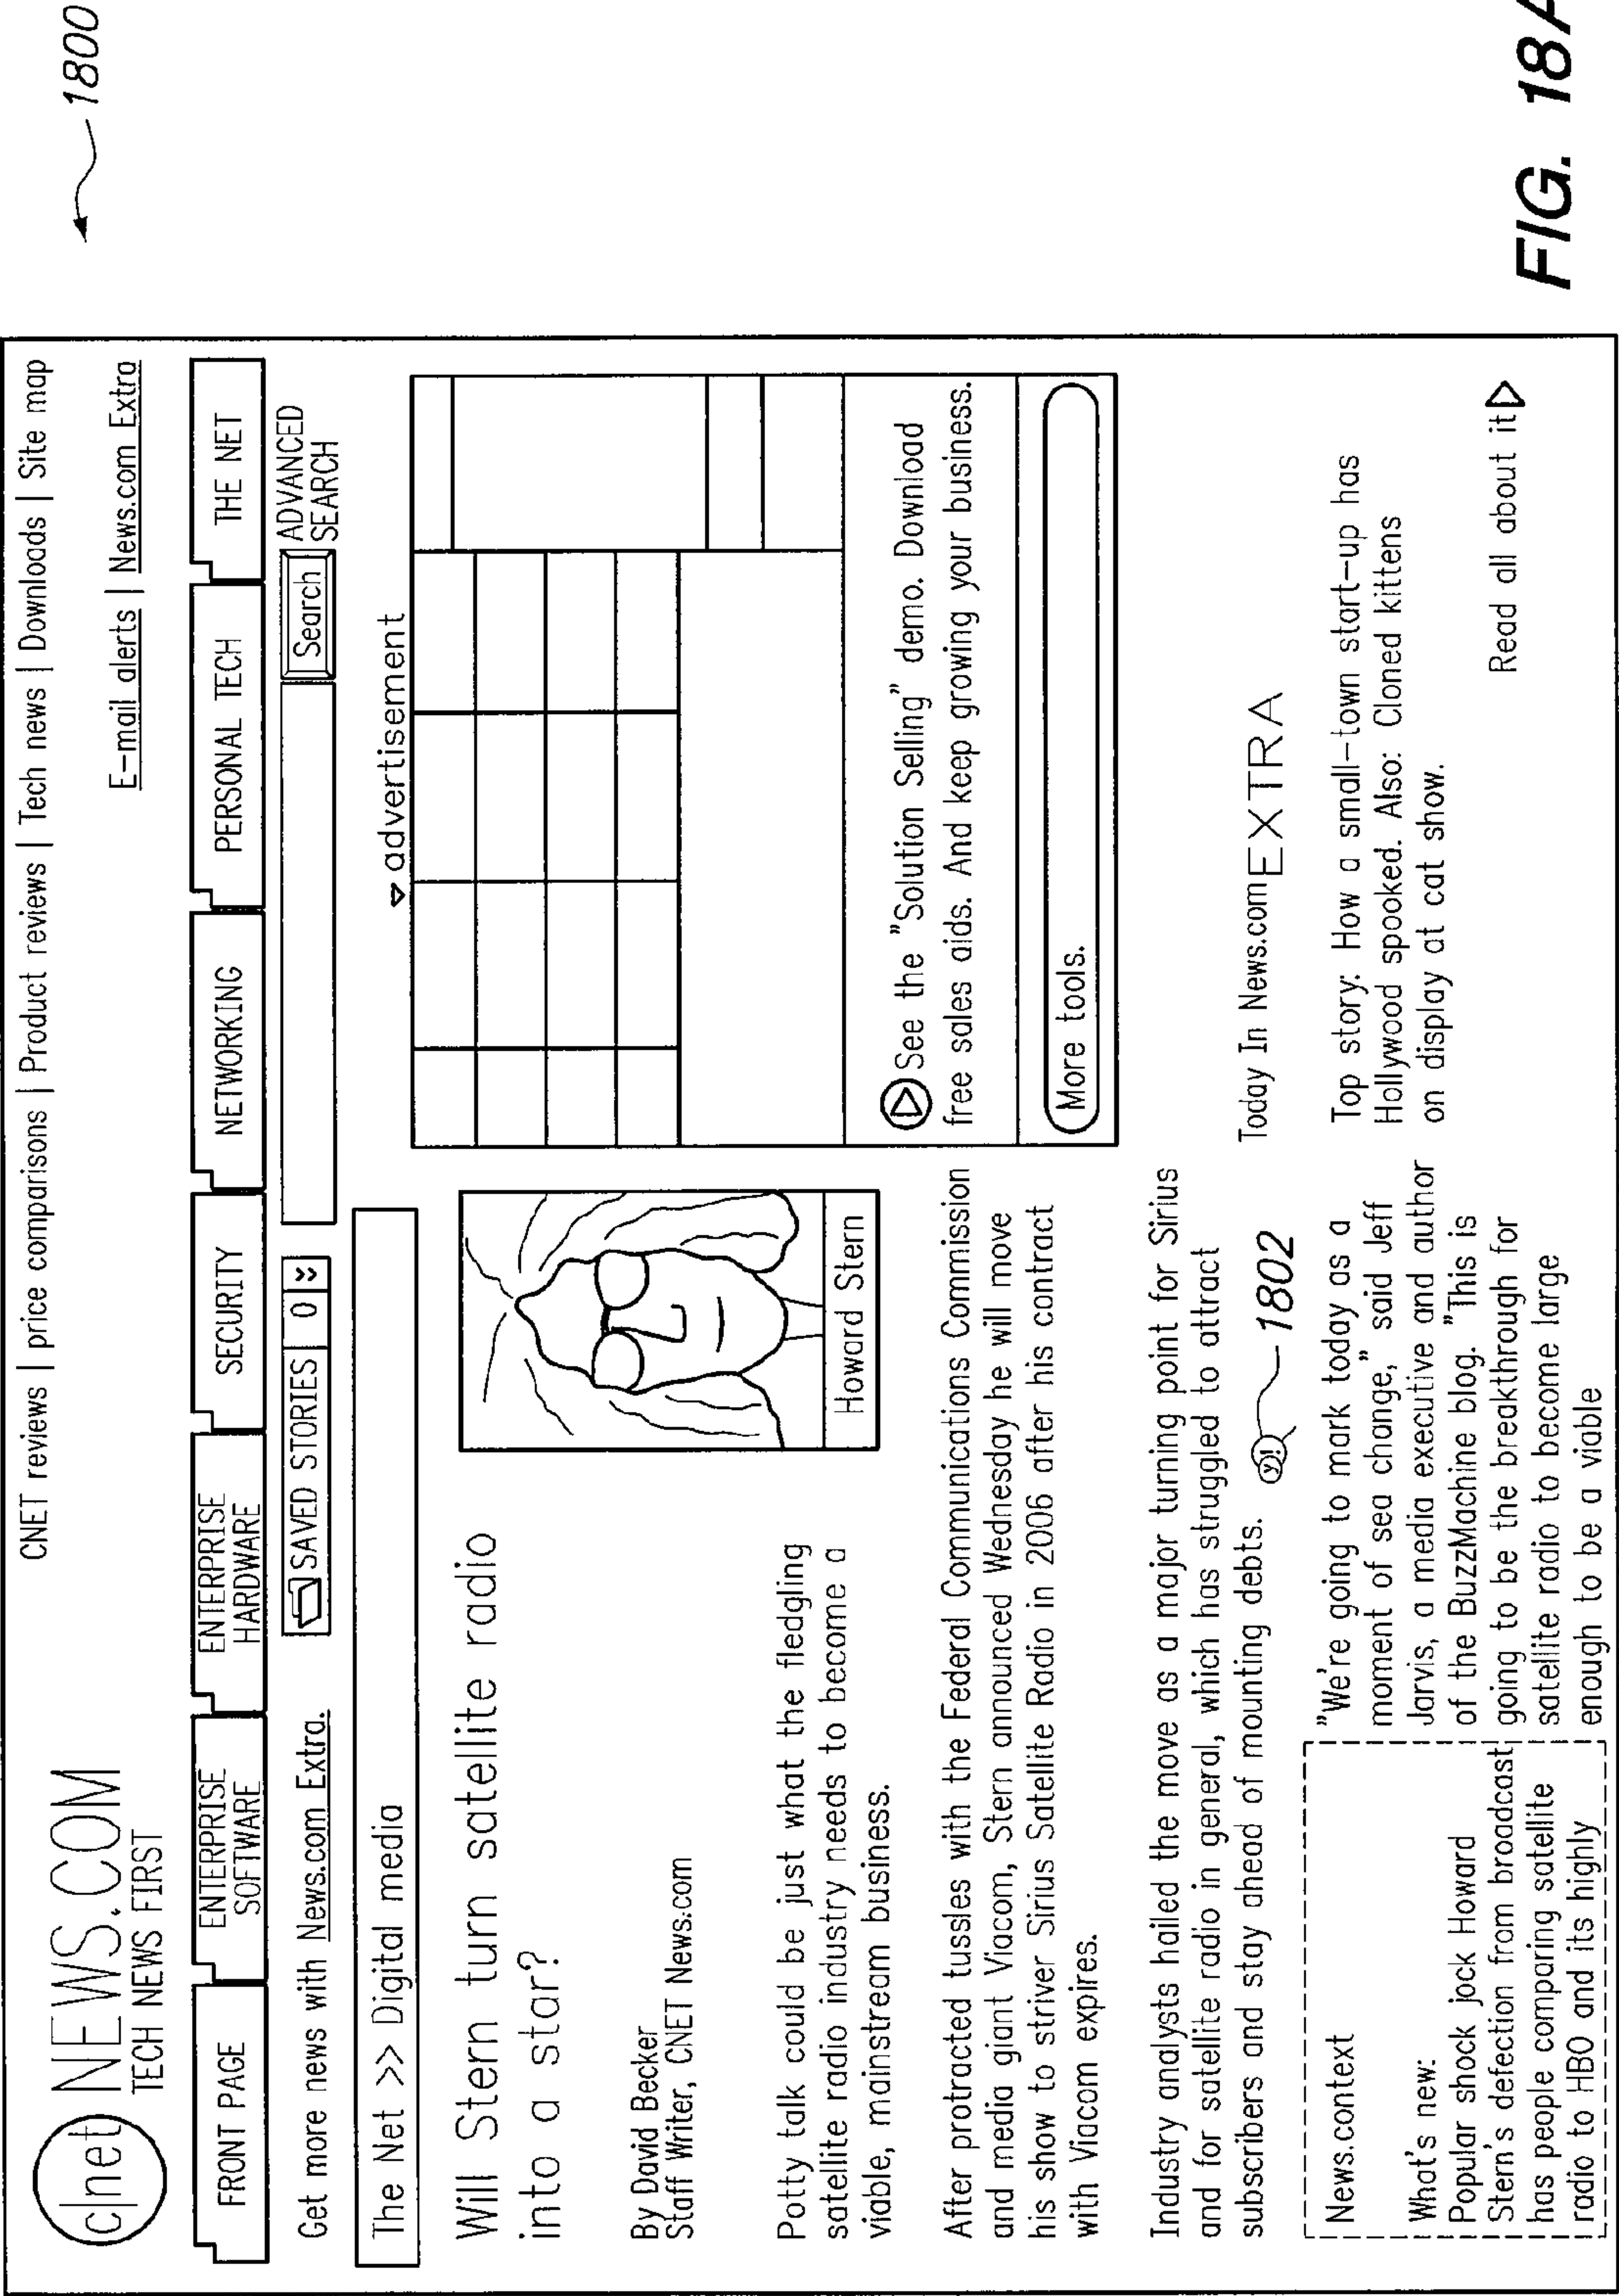 1800
CNET reviews | price comparisons | Product reviews | Tech news | Downloads | Site map
c|net NEWS.COM
TECH NEWS FIRST
E-mail alerts | News.com Extra
FRONT PAGE
ENTERPRISE
SOFTWARE
ENTERPRISE
HARDWARE
SECURITY
NETWORKING
PERSONAL TECH
THE NET
Get more news with News.com Extra.
SAVED STORIES 0
Search
ADVANCED
SEARCH
The Net >> Digital media
advertisement
Will Stern turn satellite radio
into a star?
By David Becker
Staff Writer, CNET News.com
Howard Stern
Potty talk could be just what the fledgling
satellite radio industry needs to become a
viable, mainstream business.
After protracted tussles with the Federal Communications Commission
and media giant Viacom, Stern announced Wednesday he will move
his show to striver Sirius Satellite Radio in 2006 after his contract
with Viacom expires.
See the "Solution Selling" demo. Download
free sales aids. And keep growing your business.
More tools.
Industry analysts hailed the move as a major turning point for Sirius
and for satellite radio in general, which has struggled to attract
subscribers and stay ahead of mounting debts. y! 1802
News.context
What's new:
Popular shock jock Howard
Stern's defection from broadcast
has people comparing satellite
radio to HBO and its highly
"We're going to mark today as a
moment of sea change," said Jeff
Jarvis, a media executive and author
of the BuzzMachine blog. "This is
going to be the breakthrough for
satellite radio to become large
enough to be a viable
Today In News.com EXTRA
Top story: How a small-town start-up has
Hollywood spooked. Also: Cloned kittens
on display at cat show.
Read all about it
FIG. 18A